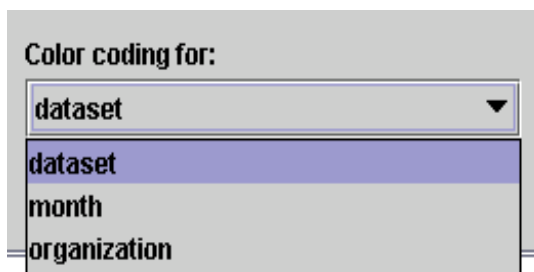 Color coding for:
dataset
dataset
month
organization